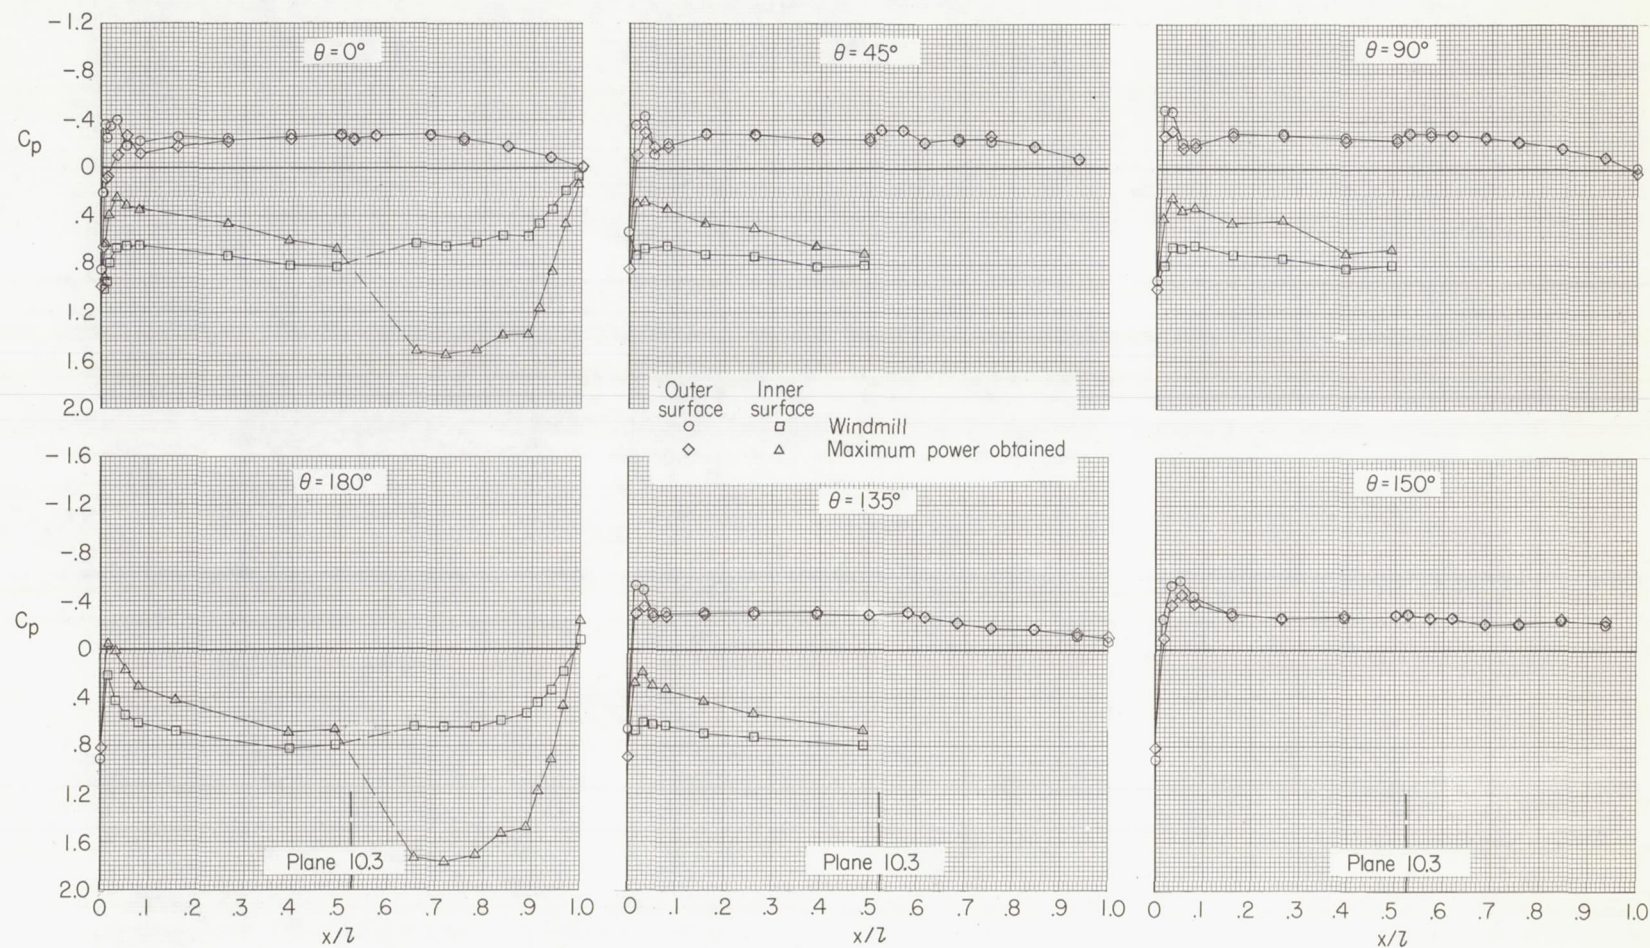 θ=0°
θ=45°
θ=90°
-1.2
-.8
-.4
Cp
0
.4
.8
1.2
1.6
2.0
Outer surface
Inner surface
Windmill
Maximum power obtained
θ=180°
θ=135°
θ=150°
-1.6
-1.2
-.8
-.4
Cp
0
.4
.8
1.2
1.6
2.0
Plane 10.3
Plane 10.3
Plane 10.3
0 .1 .2 .3 .4 .5 .6 .7 .8 .9 1.0
0 .1 .2 .3 .4 .5 .6 .7 .8 .9 1.0
0 .1 .2 .3 .4 .5 .6 .7 .8 .9 1.0
x/l
x/l
x/l